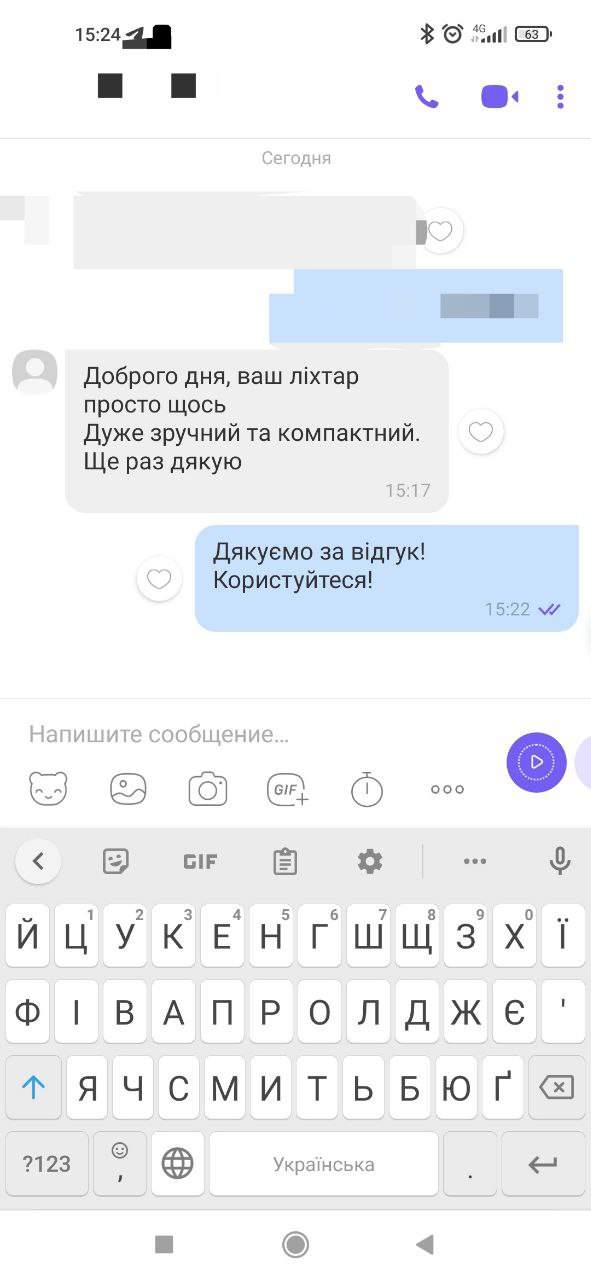 15:24
4G
63
Сегодня
Доброго дня, ваш ліхтар
просто щось
Дуже зручний та компактний.
Ще раз дякую
15:17
Дякуємо за відгук!
Користуйтеся!
15:22
Напишите сообщение...
GIF+
GIF
Й Ц 1 У 2 К 3 Е 4 Н 5 Г 6 Ш 7 Щ 8 З 9 Х 0 Ї
Ф І В А П Р О Л Д Ж Є '
Я Ч С М И Т Ь Б Ю Ґ
?123 , Українська .